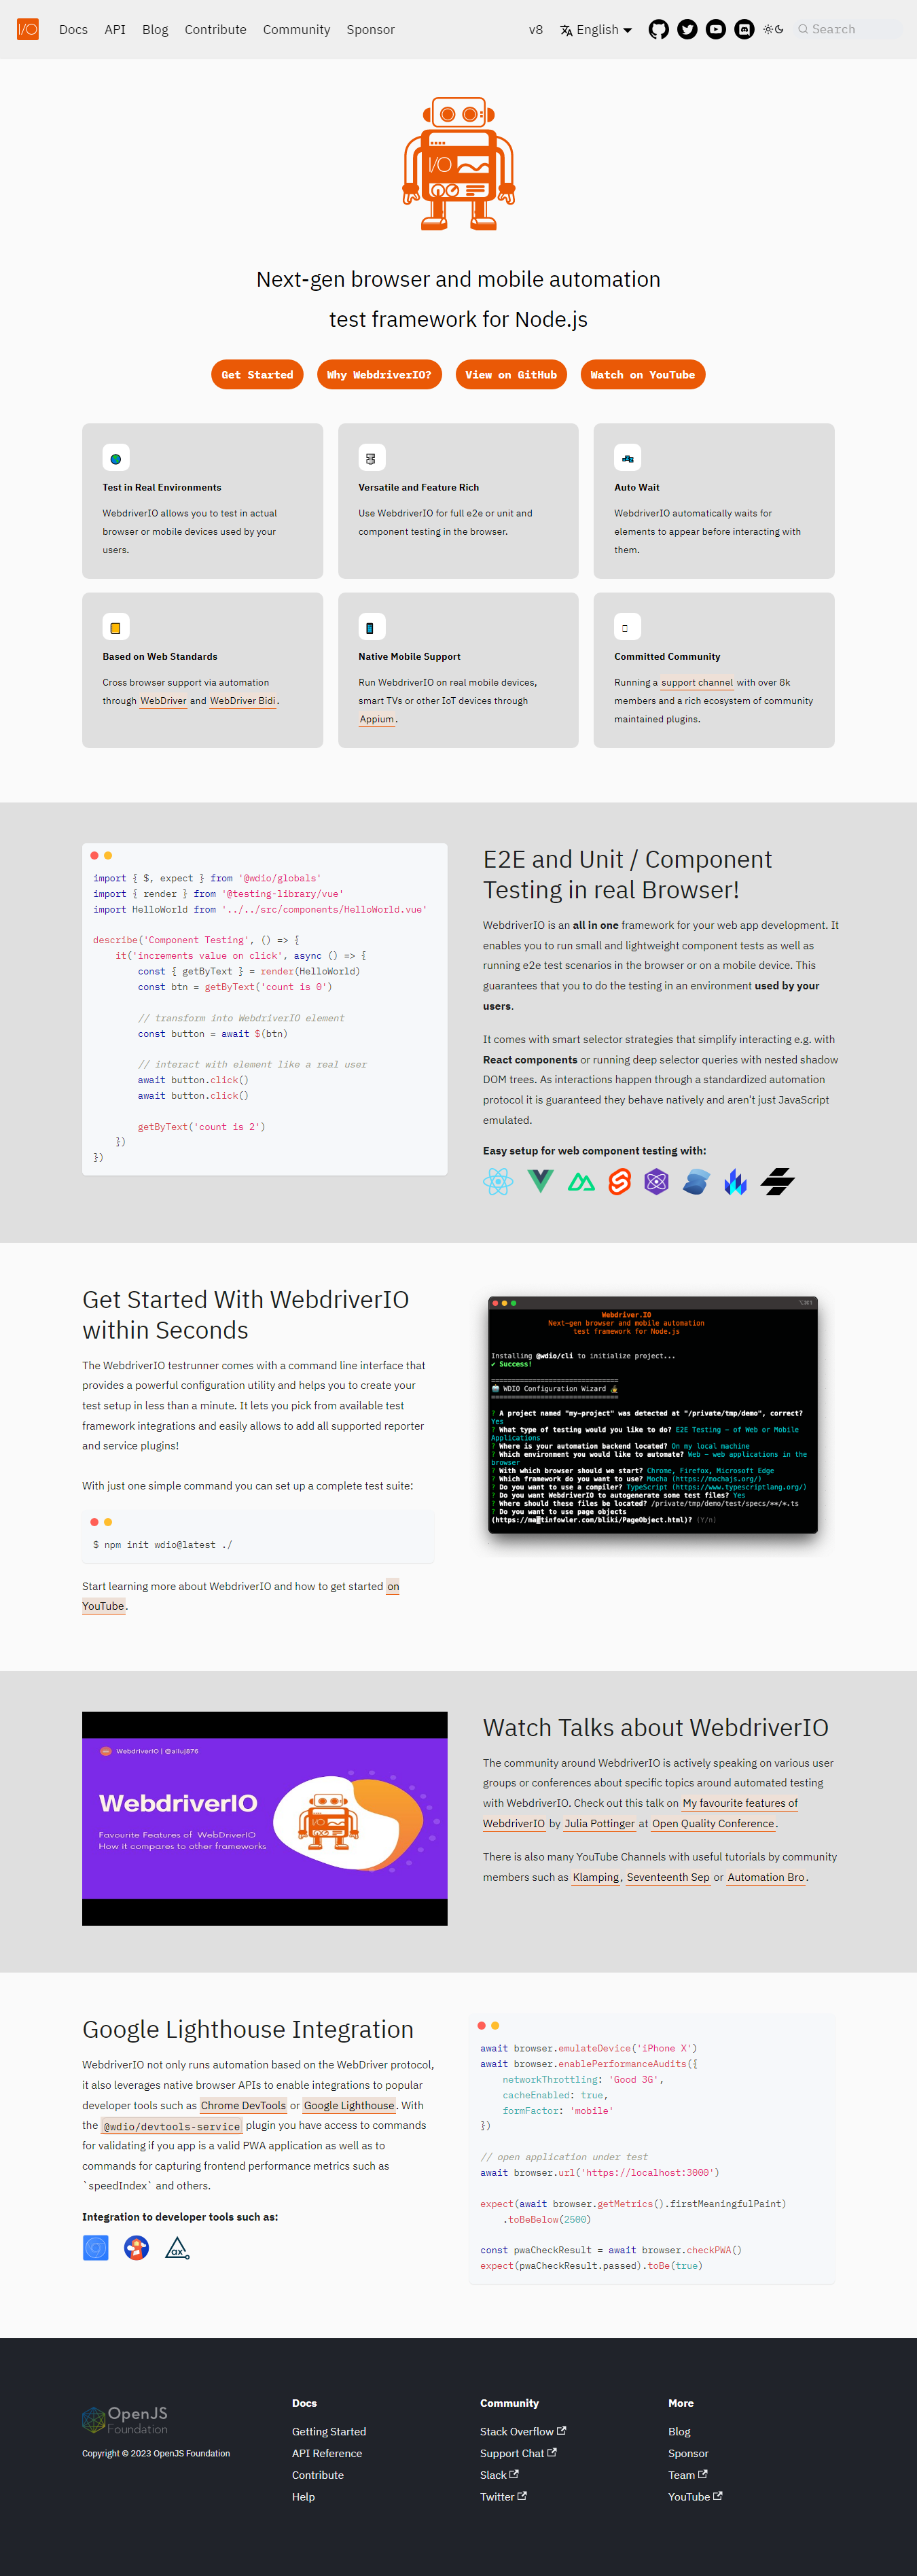 I/O Docs API Blog Contribute Community Sponsor v8 English Search
I/O
Next-gen browser and mobile automation
test framework for Node.js
Get Started Why WebdriverIO? View on GitHub Watch on YouTube
Test in Real Environments
WebdriverIO allows you to test in actual
browser or mobile devices used by your
users.
Versatile and Feature Rich
Use WebdriverIO for full e2e or unit and
component testing in the browser.
Auto Wait
WebdriverIO automatically waits for
elements to appear before interacting with
them.
Based on Web Standards
Cross browser support via automation
through WebDriver and WebDriver Bidi.
Native Mobile Support
Run WebdriverIO on real mobile devices,
smart TVs or other IoT devices through
Appium.
Committed Community
Running a support channel with over 8k
members and a rich ecosystem of community
maintained plugins.
import { $, expect } from '@wdio/globals'
import { render } from '@testing-library/vue'
import HelloWorld from '../../src/components/HelloWorld.vue'
describe('Component Testing', () => {
it('increments value on click', async () => {
const { getByText } = render(HelloWorld)
const btn = getByText('count is 0')
// transform into WebdriverIO element
const button = await $(btn)
// interact with element like a real user
await button.click()
await button.click()
getByText('count is 2')
})
})
E2E and Unit / Component
Testing in real Browser!
WebdriverIO is an all in one framework for your web app development. It
enables you to run small and lightweight component tests as well as
running e2e test scenarios in the browser or on a mobile device. This
guarantees that you to do the testing in an environment used by your
users.
It comes with smart selector strategies that simplify interacting e.g. with
React components or running deep selector queries with nested shadow
DOM trees. As interactions happen through a standardized automation
protocol it is guaranteed they behave natively and aren't just JavaScript
emulated.
Easy setup for web component testing with:
Get Started With WebdriverIO
within Seconds
The WebdriverIO testrunner comes with a command line interface that
provides a powerful configuration utility and helps you to create your
test setup in less than a minute. It lets you pick from available test
framework integrations and easily allows to add all supported reporter
and service plugins!
With just one simple command you can set up a complete test suite:
$ npm init wdio@latest ./
Start learning more about WebdriverIO and how to get started on
YouTube.
Webdriver.IO
Next-gen browser and mobile automation
test framework for Node.js
Installing @wdio/cli to initialize project...
✔ Success!
===============================
WDIO Configuration Wizard
===============================
? A project named "my-project" was detected at "/private/tmp/demo", correct?
Yes
? What type of testing would you like to do? E2E Testing - of Web or Mobile
Applications
? Where is your automation backend located? On my local machine
? Which environment you would like to automate? Web - web applications in the
browser
? With which browser should we start? Chrome, Firefox, Microsoft Edge
? Which framework do you want to use? Mocha (https://mochajs.org/)
? Do you want to use a compiler? TypeScript (https://www.typescriptlang.org/)
? Do you want WebdriverIO to autogenerate some test files? Yes
? Where should these files be located? /private/tmp/demo/test/specs/**/*.ts
? Do you want to use page objects
(https://martinfowler.com/bliki/PageObject.html)? (Y/n)
WebdriverIO | @alluj876
WebdriverIO
Favourite Features of WebdriverIO
How it compares to other frameworks
Watch Talks about WebdriverIO
The community around WebdriverIO is actively speaking on various user
groups or conferences about specific topics around automated testing
with WebdriverIO. Check out this talk on My favourite features of
WebdriverIO by Julia Pottinger at Open Quality Conference.
There is also many YouTube Channels with useful tutorials by community
members such as Klamping, Seventeenth Sep or Automation Bro.
Google Lighthouse Integration
WebdriverIO not only runs automation based on the WebDriver protocol,
it also leverages native browser APIs to enable integrations to popular
developer tools such as Chrome DevTools or Google Lighthouse. With
the @wdio/devtools-service plugin you have access to commands
for validating if you app is a valid PWA application as well as to
commands for capturing frontend performance metrics such as
`speedIndex` and others.
Integration to developer tools such as:
ax
await browser.emulateDevice('iPhone X')
await browser.enablePerformanceAudits({
networkThrottling: 'Good 3G',
cacheEnabled: true,
formFactor: 'mobile'
})
// open application under test
await browser.url('https://localhost:3000')
expect(await browser.getMetrics().firstMeaningfulPaint)
.toBeBelow(2500)
const pwaCheckResult = await browser.checkPWA()
expect(pwaCheckResult.passed).toBe(true)
OpenJS
Foundation
Copyright © 2023 OpenJS Foundation
Docs
Getting Started
API Reference
Contribute
Help
Community
Stack Overflow
Support Chat
Slack
Twitter
More
Blog
Sponsor
Team
YouTube